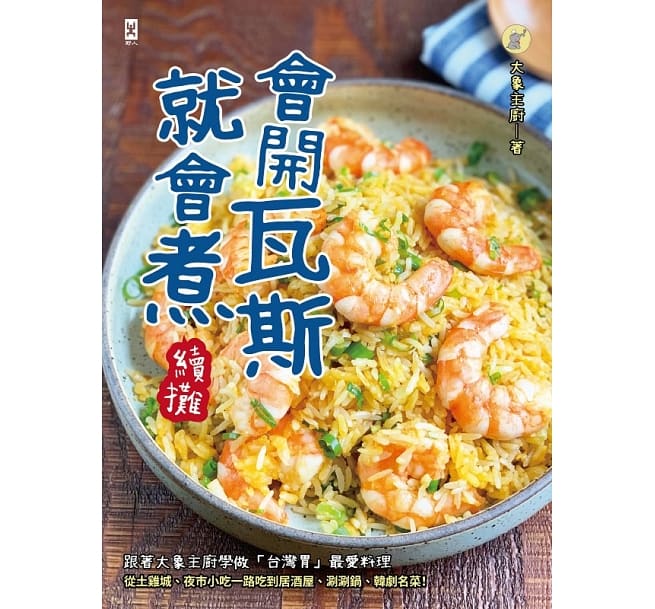 會開瓦斯
就會煮
續攤
大象主廚—著
野人
跟著大象主廚學做「台灣胃」最愛料理
從土雞城、夜市小吃一路吃到居酒屋、涮涮鍋、韓劇名菜!